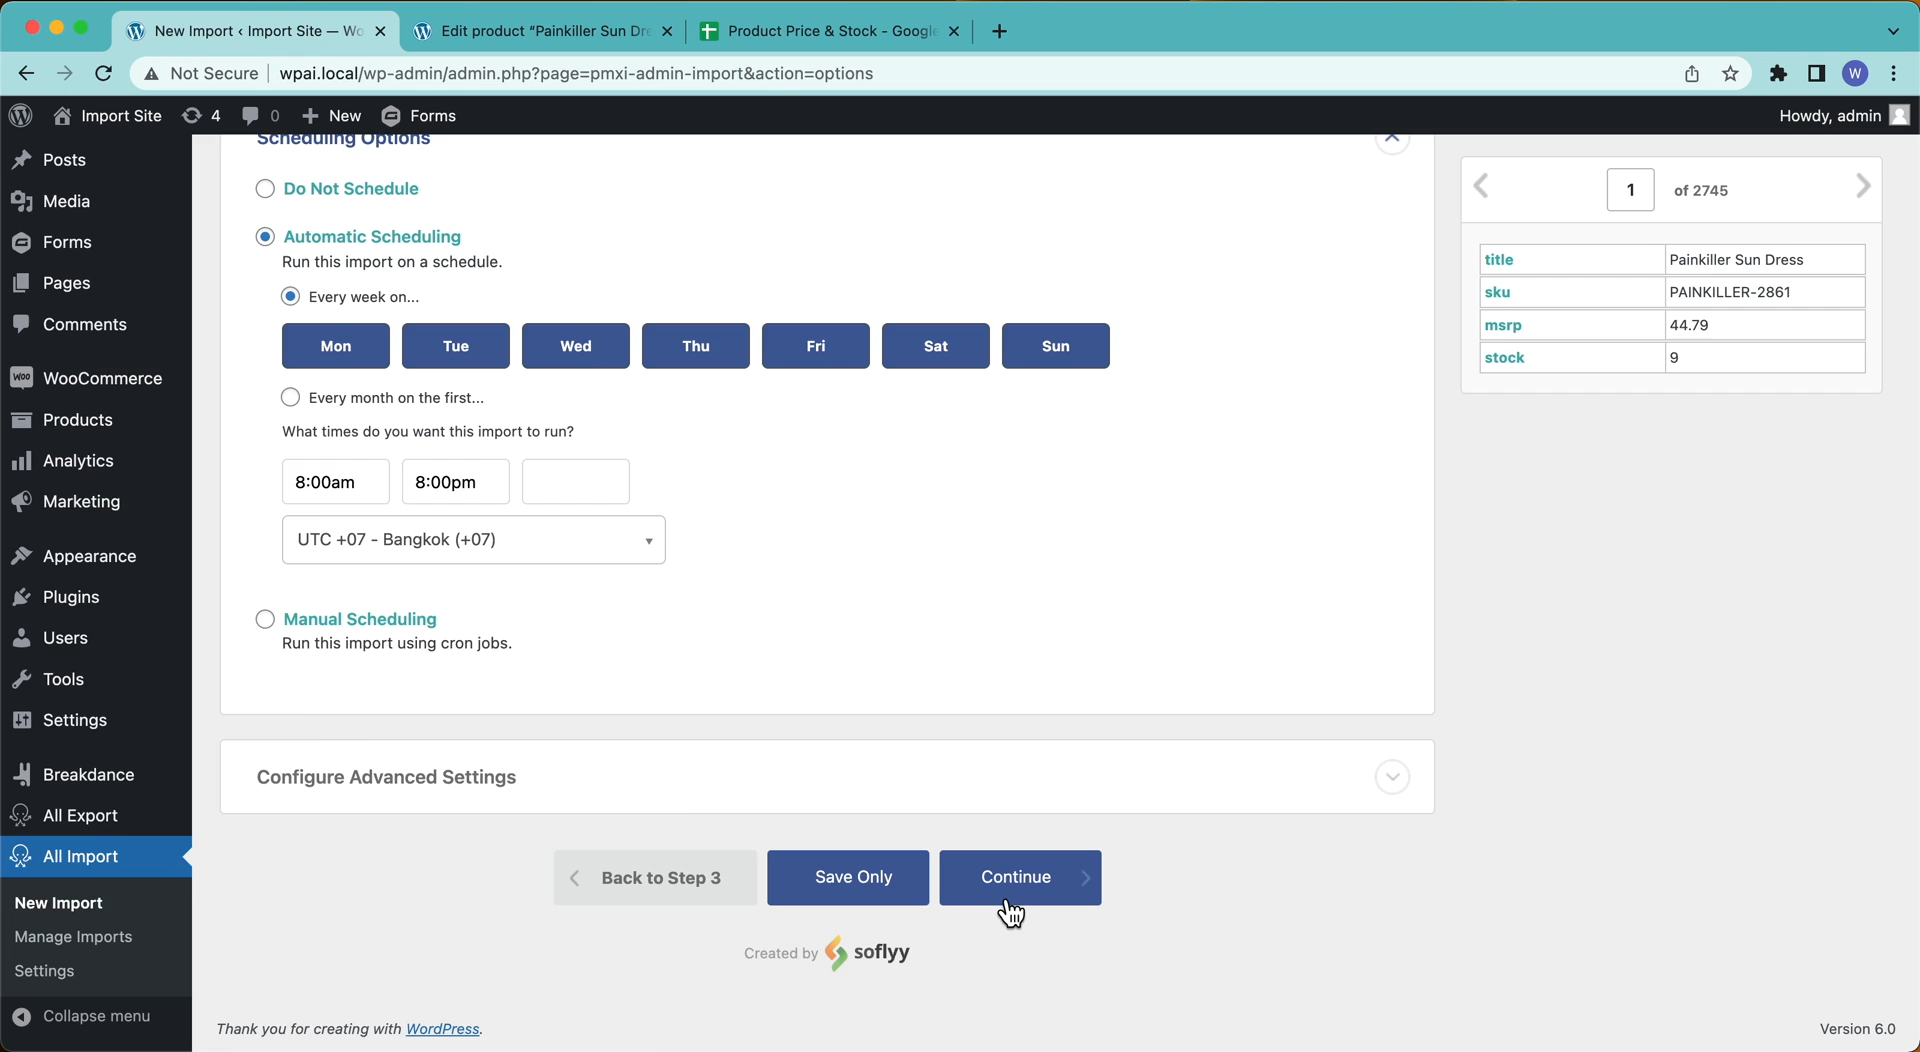 New Import ‹ Import Site — Wo
Edit product "Painkiller Sun Dre
Product Price & Stock - Google
Not Secure
wpai.local/wp-admin/admin.php?page=pmxi-admin-import&action=options
W
Import Site
4
0
New
Forms
Howdy, admin
Posts
Media
Forms
Pages
Comments
WooCommerce
Products
Analytics
Marketing
Appearance
Plugins
Users
Tools
Settings
Breakdance
All Export
All Import
New Import
Manage Imports
Settings
Collapse menu
Scheduling Options
Do Not Schedule
Automatic Scheduling
Run this import on a schedule.
Every week on...
Mon Tue Wed Thu Fri Sat Sun
Every month on the first...
What times do you want this import to run?
8:00am 8:00pm
UTC +07 - Bangkok (+07)
Manual Scheduling
Run this import using cron jobs.
Configure Advanced Settings
Back to Step 3
Save Only
Continue
Created by soflyy
Thank you for creating with WordPress.
Version 6.0
1 of 2745
title Painkiller Sun Dress
sku PAINKILLER-2861
msrp 44.79
stock 9